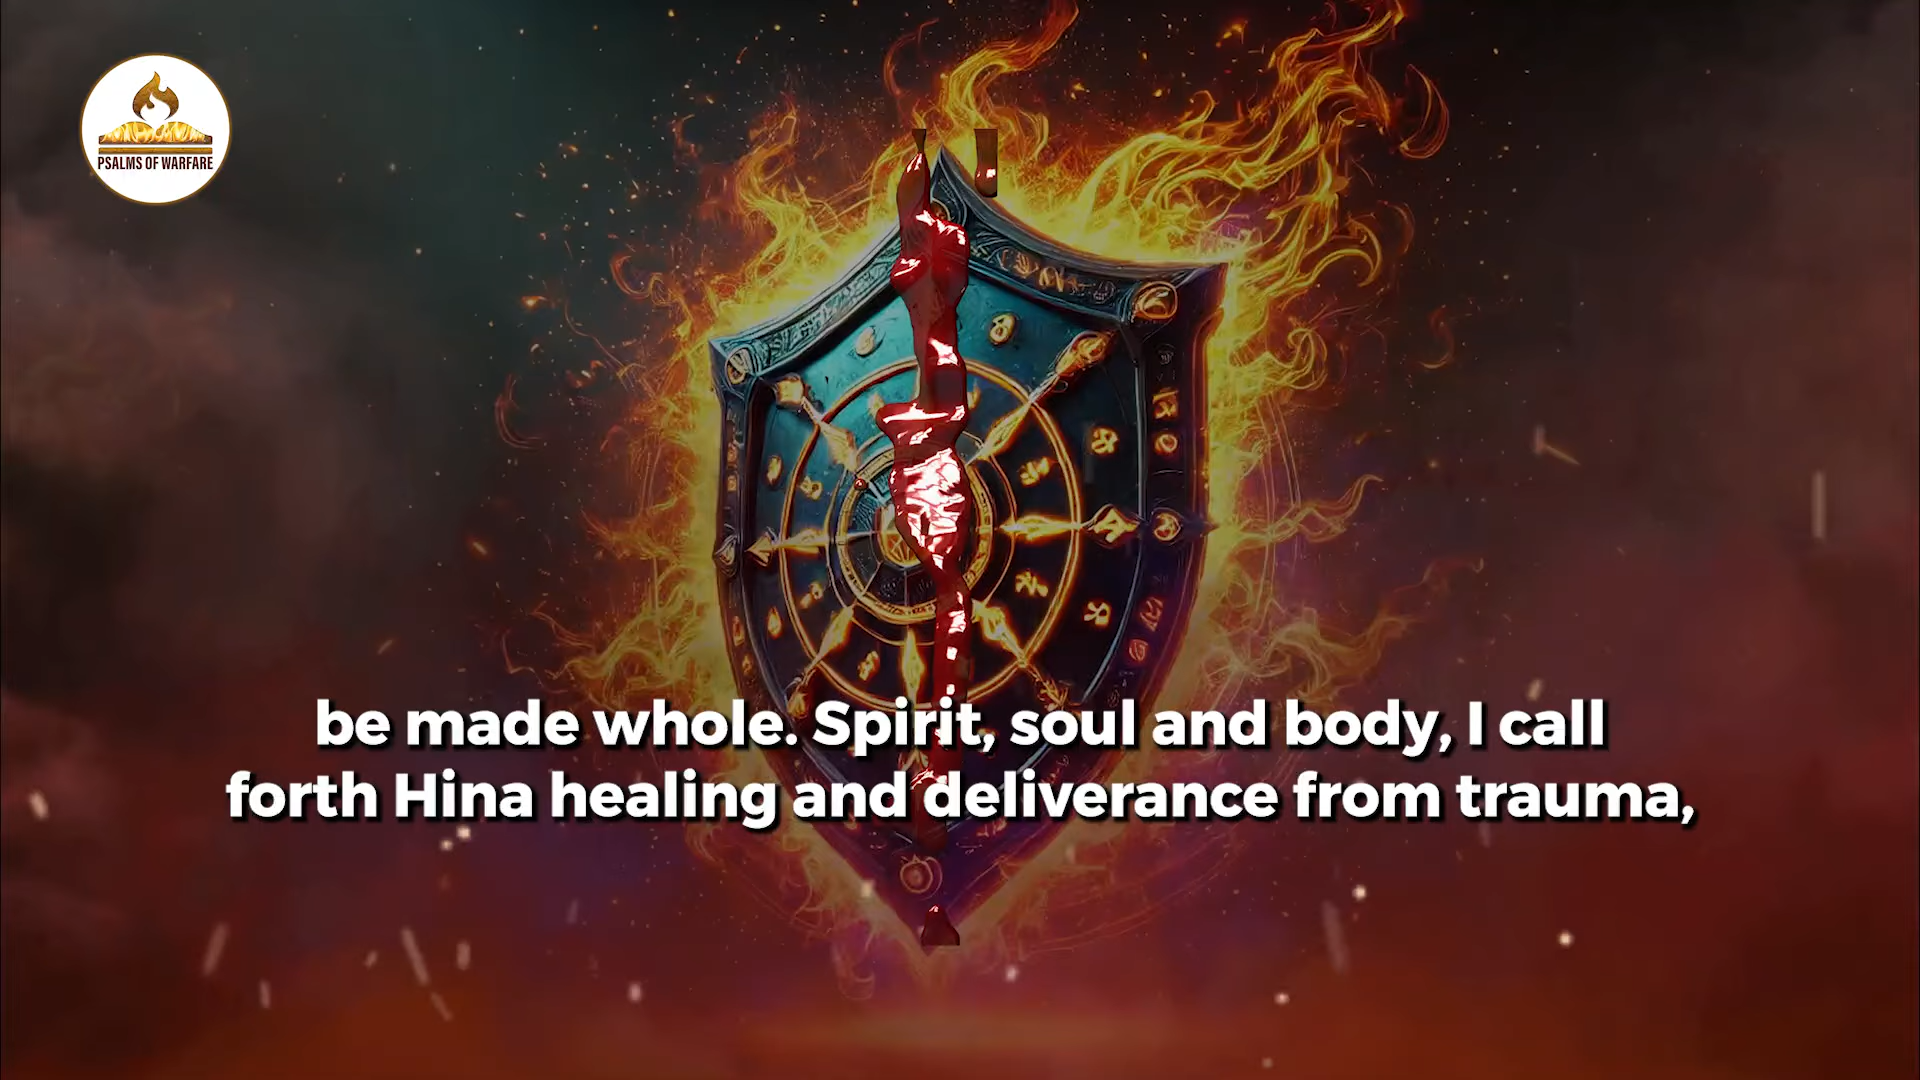 PSALMS OF WARFARE
be made whole. Spirit, soul and body, I call
forth Hina healing and deliverance from trauma,